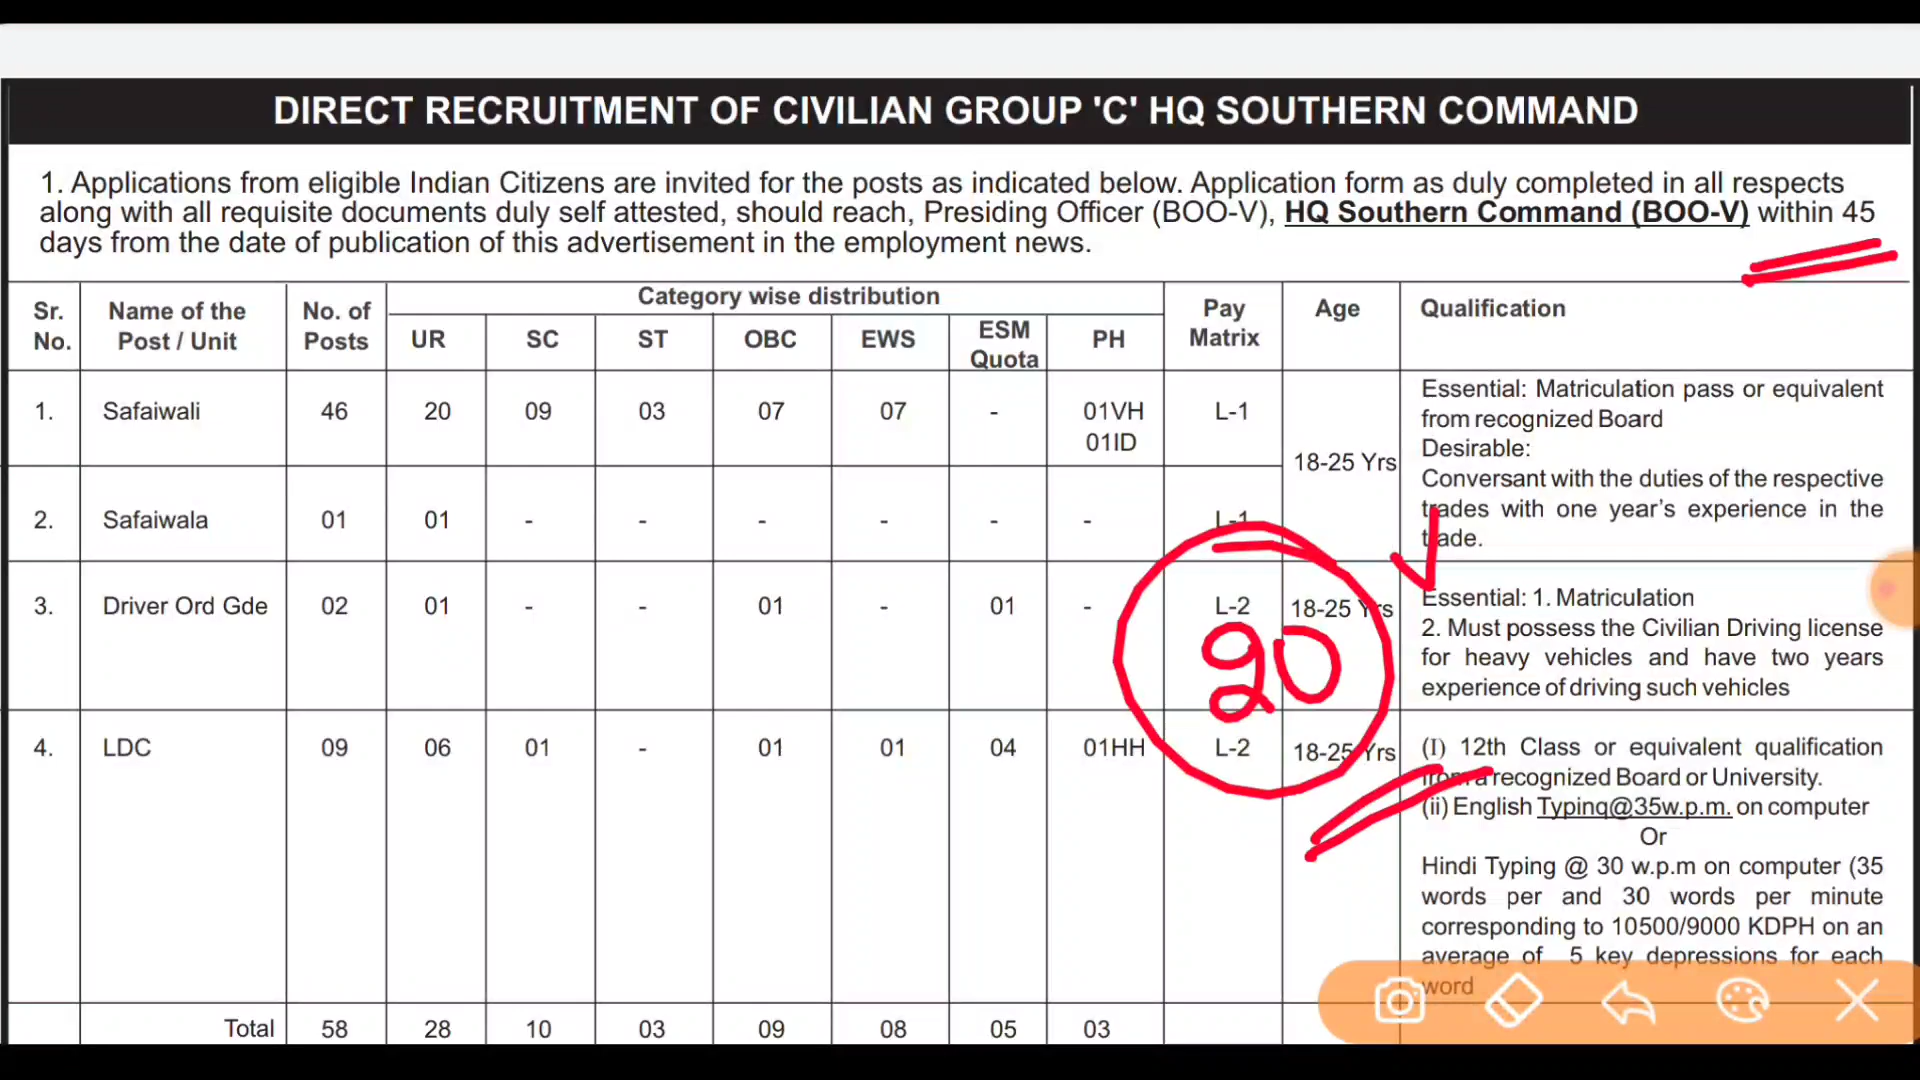 DIRECT RECRUITMENT OF CIVILIAN GROUP 'C' HQ SOUTHERN COMMAND
1. Applications from eligible Indian Citizens are invited for the posts as indicated below. Application form as duly completed in all respects
along with all requisite documents duly self attested, should reach, Presiding Officer (BOO-V), HQ Southern Command (BOO-V) within 45
days from the date of publication of this advertisement in the employment news.
Sr. No. Name of the Post / Unit No. of Posts Category wise distribution Pay Matrix Age Qualification
UR SC ST OBC EWS ESM Quota PH
1. Safaiwali 46 20 09 03 07 07 - 01VH 01ID L-1 18-25 Yrs
Essential: Matriculation pass or equivalent
from recognized Board
Desirable:
Conversant with the duties of the respective
trades with one year's experience in the
trade.
2. Safaiwala 01 01 - - - - - - L-1
3. Driver Ord Gde 02 01 - - 01 - 01 - L-2 18-25 Yrs
Essential: 1. Matriculation
2. Must possess the Civilian Driving license
for heavy vehicles and have two years
experience of driving such vehicles
4. LDC 09 06 01 - 01 01 04 01HH L-2 18-25 Yrs
(I) 12th Class or equivalent qualification
from a recognized Board or University.
(ii) English Typinq@35w.p.m. on computer
Or
Hindi Typing @ 30 w.p.m on computer (35
words per and 30 words per minute
corresponding to 10500/9000 KDPH on an
average of 5 key depressions for each
word
Total 58 28 10 03 09 08 05 03